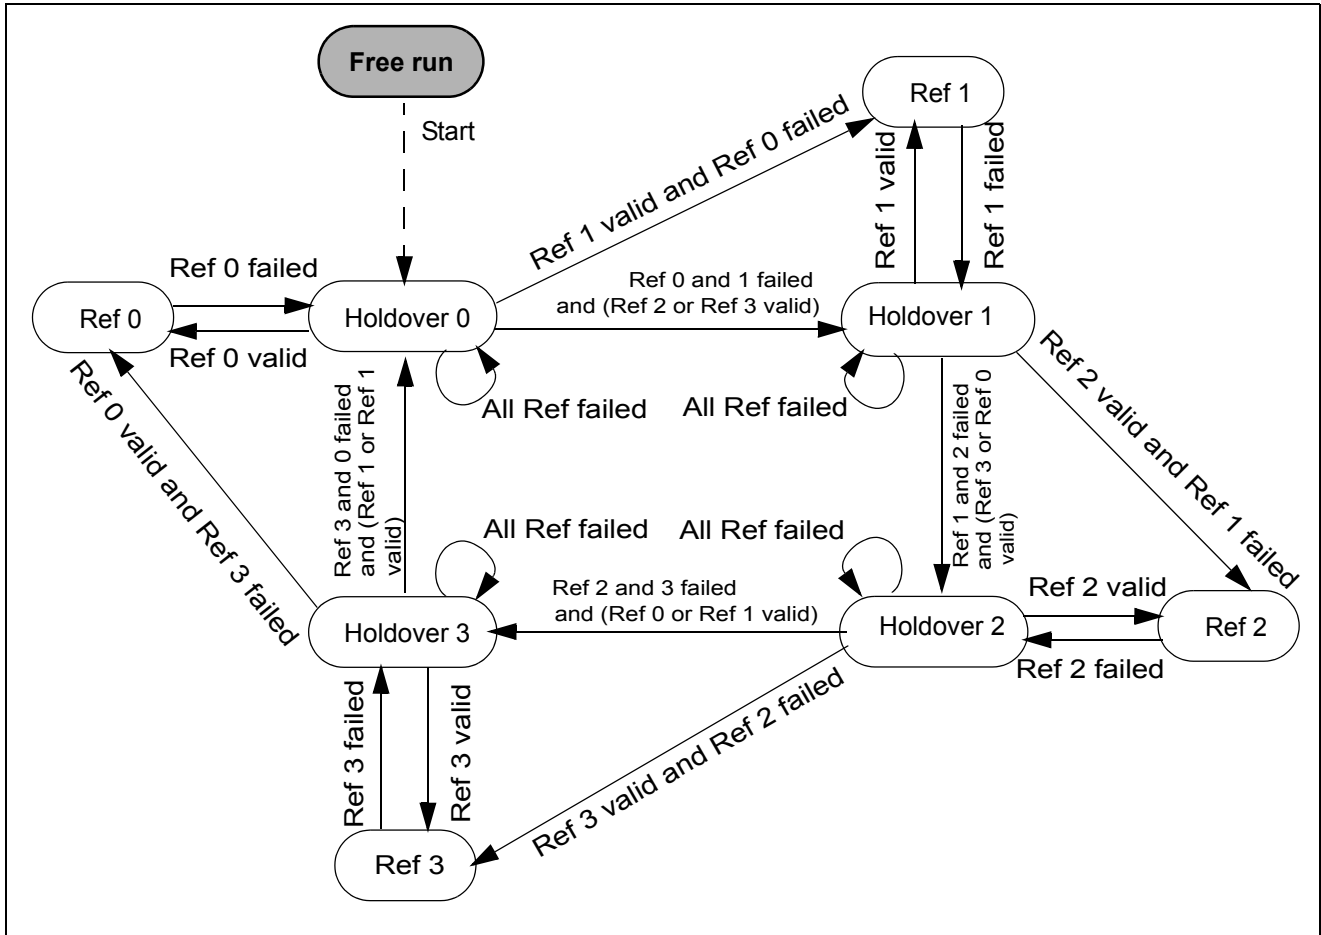 Free run
Start
Ref 1
Ref 1 valid and Ref 0 failed
Ref 1 valid
Ref 1 failed
Ref 0 failed
Ref 0
Ref 0 valid
Holdover 0
Ref 0 and 1 failed
and (Ref 2 or Ref 3 valid)
Holdover 1
All Ref failed
All Ref failed
Ref 0 valid and Ref 3 failed
Ref 3 and 0 failed
and (Ref 1 or Ref 1
valid)
Ref 1 and 2 failed
and (Ref 3 or Ref 0
valid)
Ref 2 valid and Ref 1 failed
All Ref failed
All Ref failed
Holdover 3
Ref 2 and 3 failed
and (Ref 0 or Ref 1 valid)
Holdover 2
Ref 2 valid
Ref 2
Ref 2 failed
Ref 3 failed
Ref 3 valid
Ref 3 valid and Ref 2 failed
Ref 3